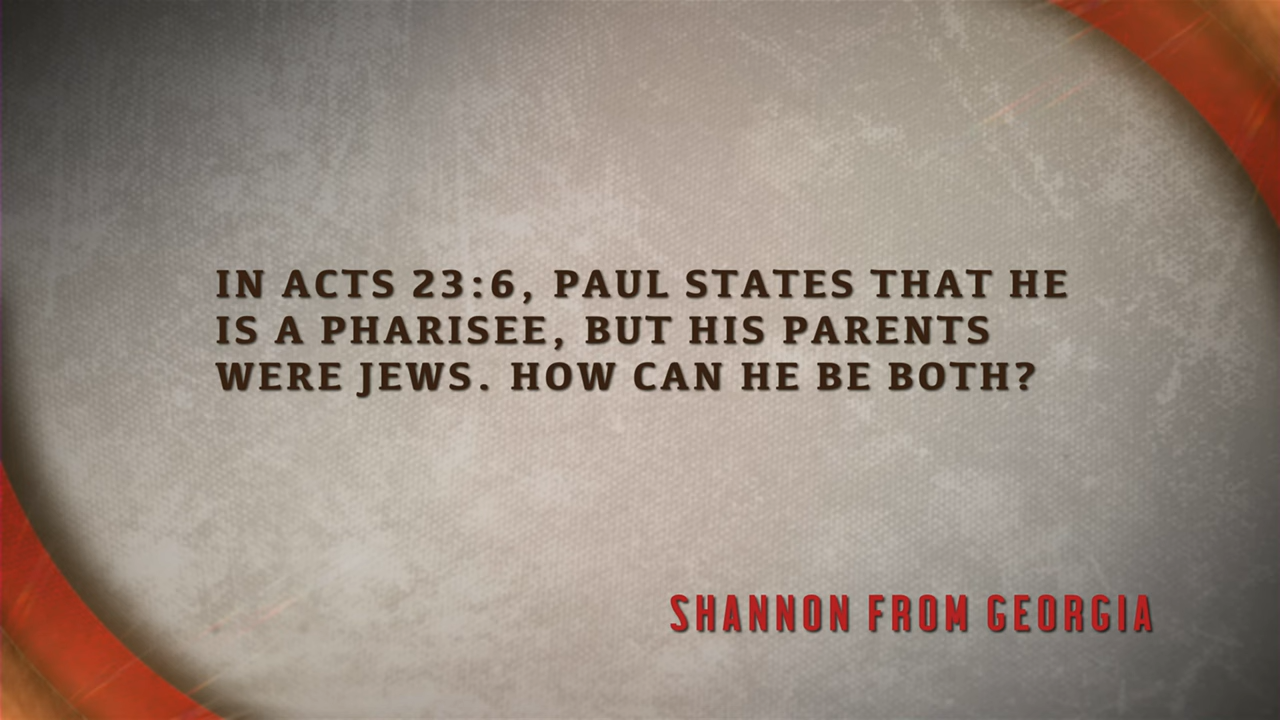 IN ACTS 23:6, PAUL STATES THAT HE
IS A PHARISEE, BUT HIS PARENTS
WERE JEWS. HOW CAN HE BE BOTH?
SHANNON FROM GEORGIA